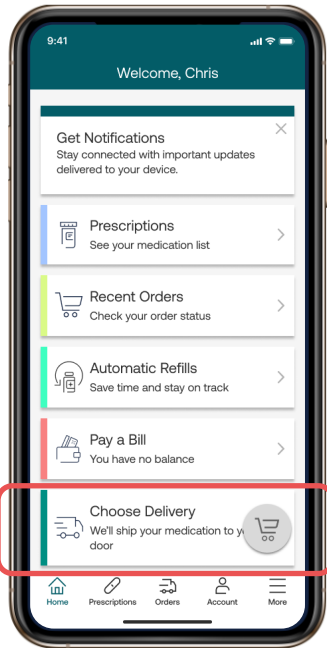 9:41
Welcome, Chris
Get Notifications
Stay connected with important updates
delivered to your device.
Prescriptions
See your medication list
Recent Orders
Check your order status
Automatic Refills
Save time and stay on track
Pay a Bill
You have no balance
Choose Delivery
We'll ship your medication to
door
Home Prescriptions Orders Account More